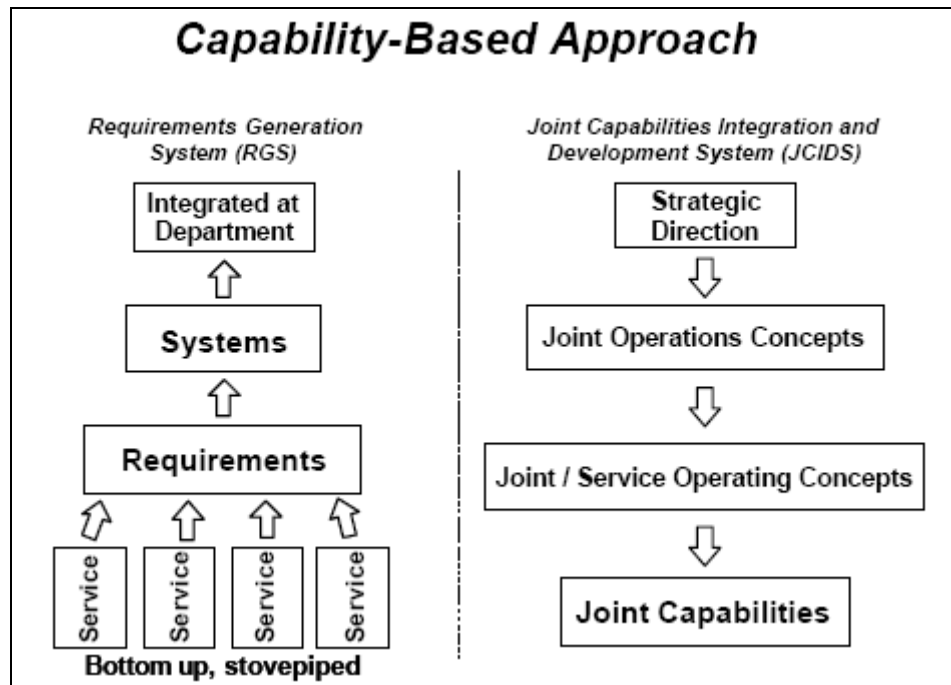 Capability-Based Approach
Requirements Generation
System (RGS)
Integrated at
Department
Systems
Requirements
Service
Service
Service
Service
Bottom up, stovepiped
Joint Capabilities Integration and
Development System (JCIDS)
Strategic
Direction
Joint Operations Concepts
Joint / Service Operating Concepts
Joint Capabilities